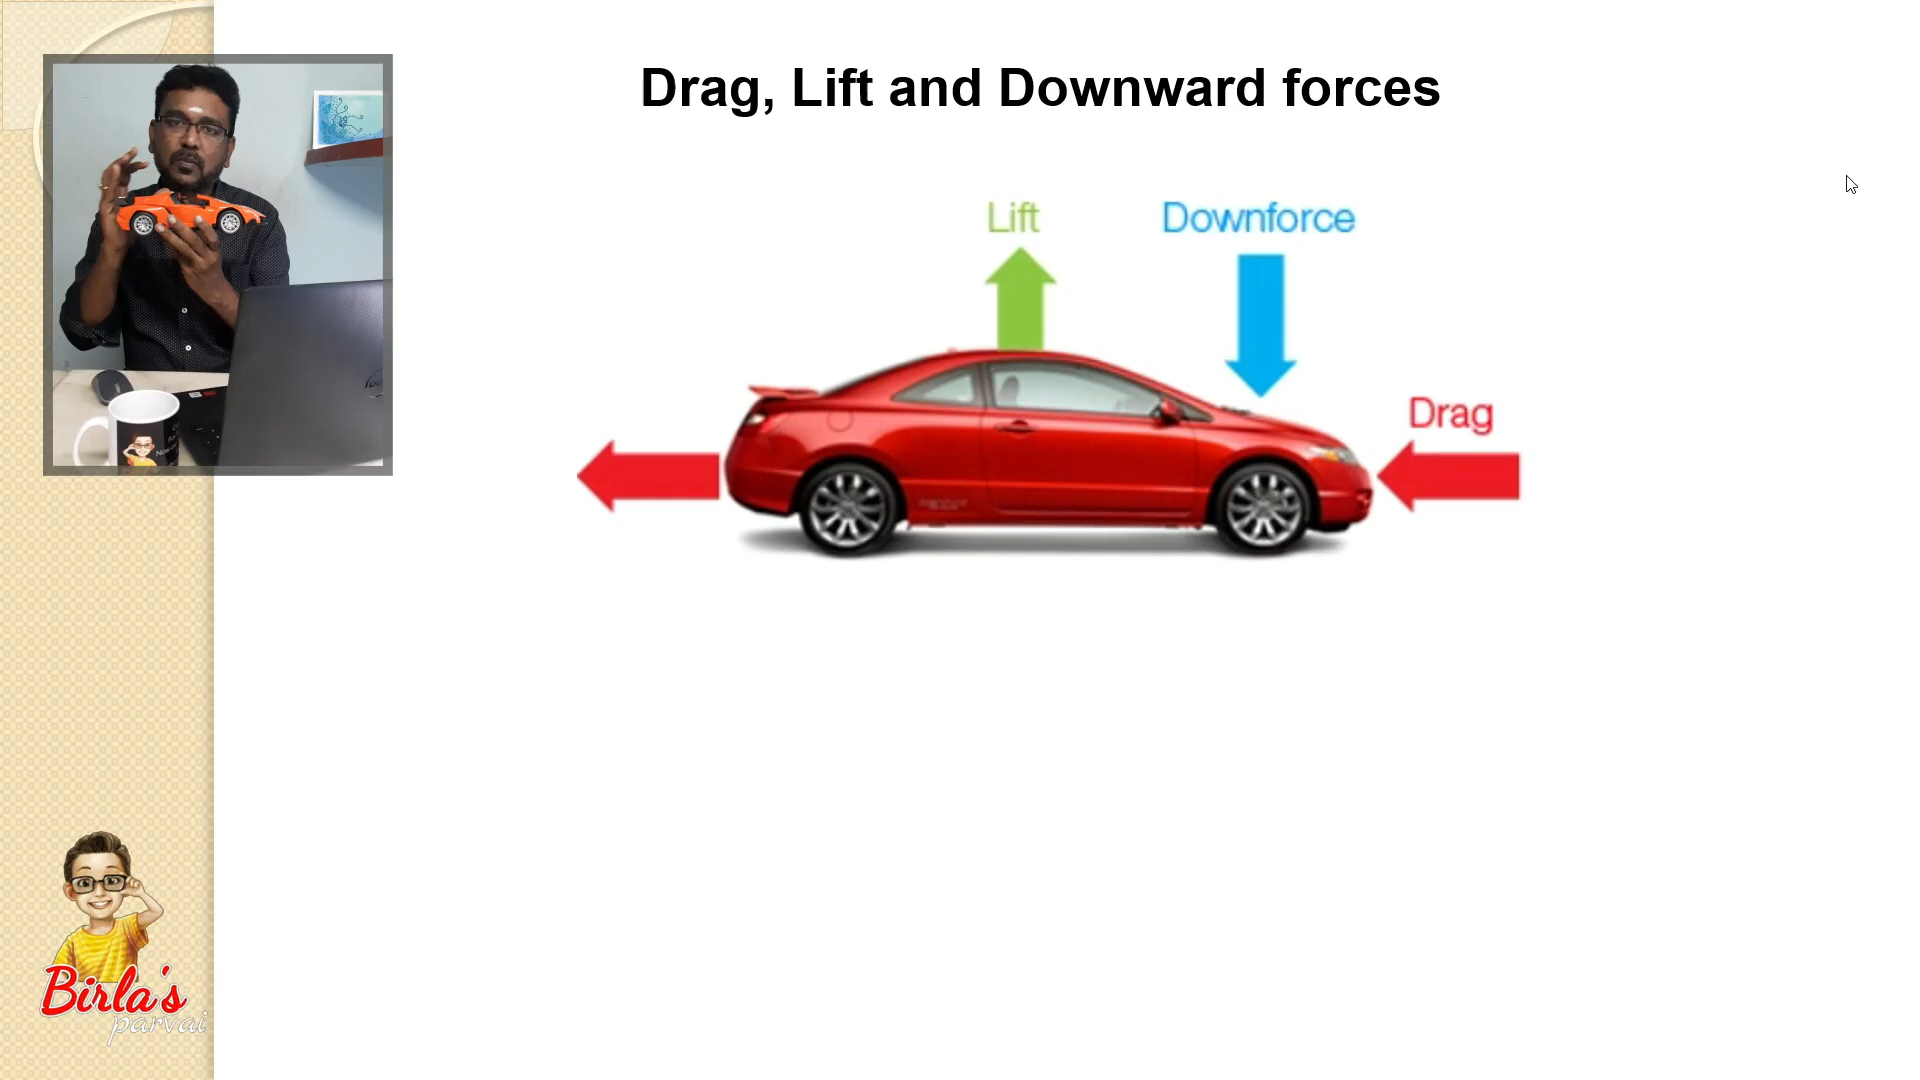 Drag, Lift and Downward forces
Lift
Downforce
Drag
Birla's
parvai